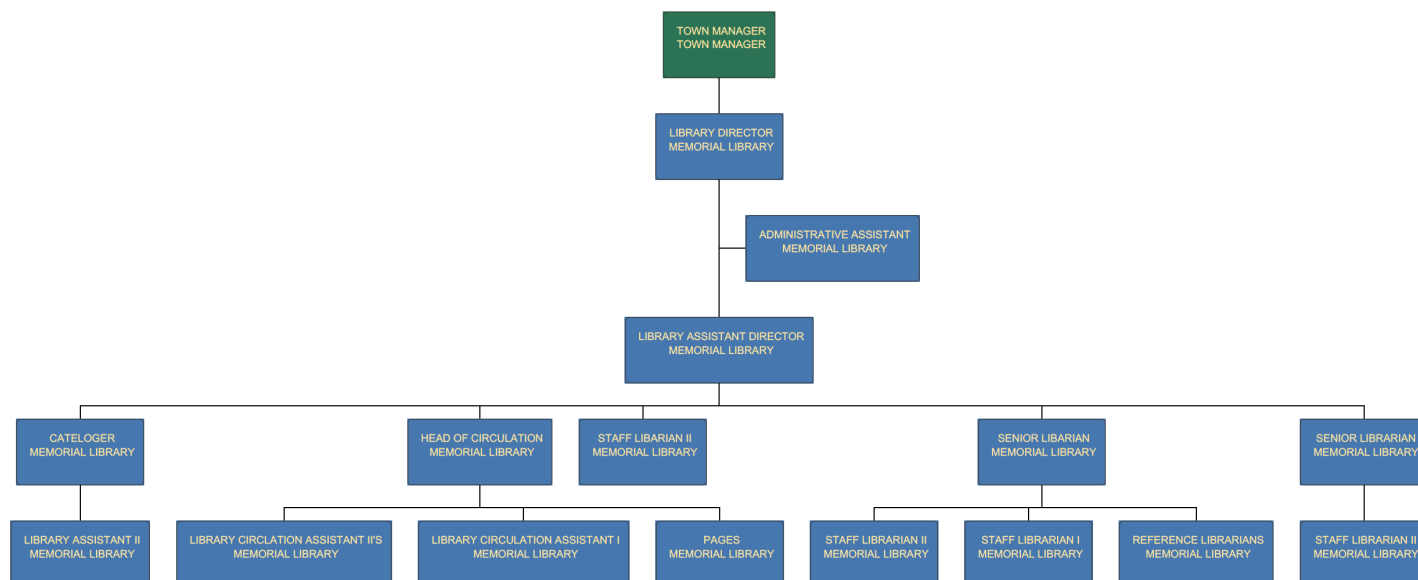 TOWN MANAGER
TOWN MANAGER
LIBRARY DIRECTOR
MEMORIAL LIBRARY
ADMINISTRATIVE ASSISTANT
MEMORIAL LIBRARY
LIBRARY ASSISTANT DIRECTOR
MEMORIAL LIBRARY
CATELOGER
MEMORIAL LIBRARY
HEAD OF CIRCULATION
MEMORIAL LIBRARY
STAFF LIBARIAN II
MEMORIAL LIBRARY
SENIOR LIBARIAN
MEMORIAL LIBRARY
SENIOR LIBRARIAN
MEMORIAL LIBRARY
LIBRARY ASSISTANT II
MEMORIAL LIBRARY
LIBRARY CIRCLATION ASSISTANT II'S
MEMORIAL LIBRARY
LIBRARY CIRCULATION ASSISTANT I
MEMORIAL LIBRARY
PAGES
MEMORIAL LIBRARY
STAFF LIBRARIAN II
MEMORIAL LIBRARY
STAFF LIBRARIAN I
MEMORIAL LIBRARY
REFERENCE LIBRARIANS
MEMORIAL LIBRARY
STAFF LIBRARIAN II
MEMORIAL LIBRARY